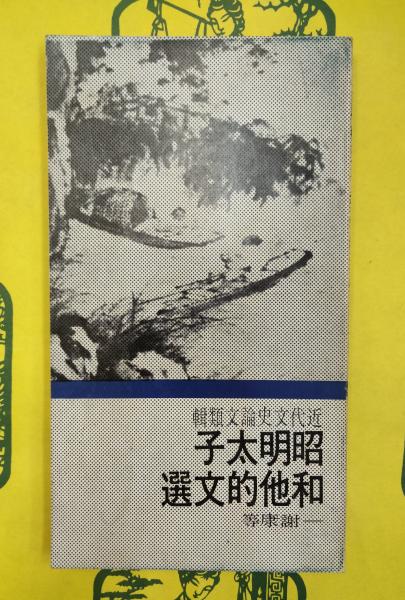 近代文史論文類輯
昭明太子
和他的文選
—謝康等